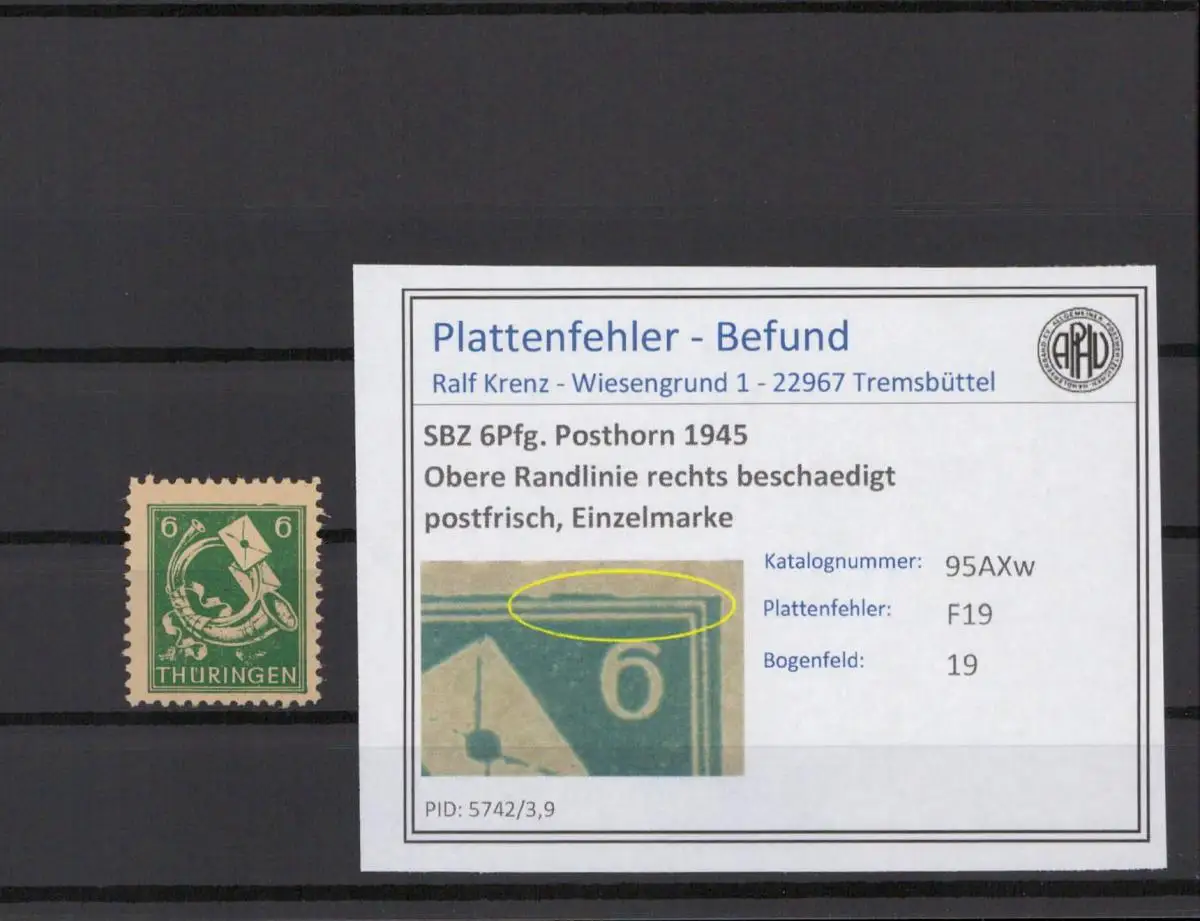 6 6
THÜRINGEN
Plattenfehler - Befund
Ralf Krenz - Wiesengrund 1 - 22967 Tremsbüttel
APHV
SBZ 6Pfg. Posthorn 1945
Obere Randlinie rechts beschaedigt
postfrisch, Einzelmarke
6
Katalognummer: 95AXw
Plattenfehler: F19
Bogenfeld: 19
PID: 5742/3,9